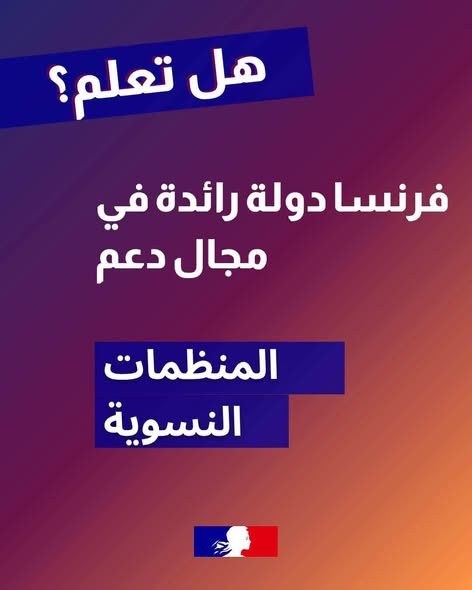 هل تعلم؟
فرنسا دولة رائدة في
مجال دعم
المنظمات
النسوية